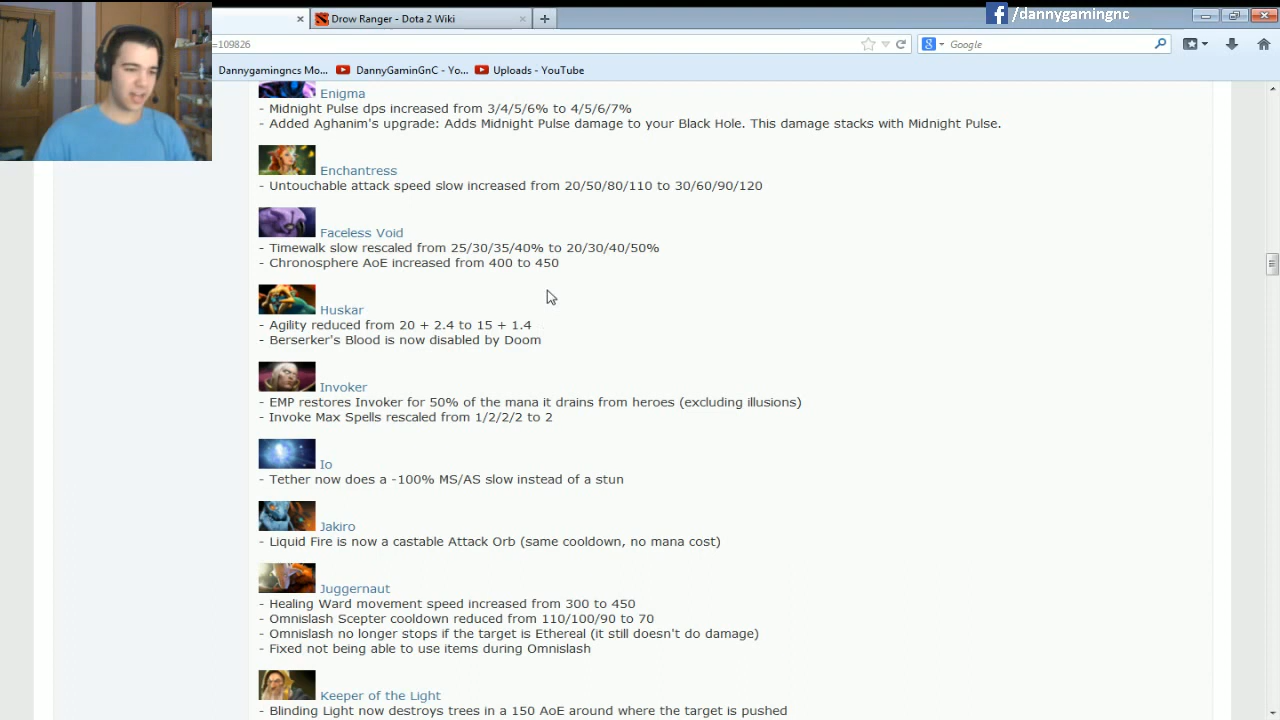 Drow Ranger - Dota 2 Wiki
/dannygamingnc
=109826
Google
Dannygamingncs Mo...
DannyGaminGnC - Yo...
Uploads - YouTube
Enigma
- Midnight Pulse dps increased from 3/4/5/6% to 4/5/6/7%
- Added Aghanim's upgrade: Adds Midnight Pulse damage to your Black Hole. This damage stacks with Midnight Pulse.
Enchantress
- Untouchable attack speed slow increased from 20/50/80/110 to 30/60/90/120
Faceless Void
- Timewalk slow rescaled from 25/30/35/40% to 20/30/40/50%
- Chronosphere AoE increased from 400 to 450
Huskar
- Agility reduced from 20 + 2.4 to 15 + 1.4
- Berserker's Blood is now disabled by Doom
Invoker
- EMP restores Invoker for 50% of the mana it drains from heroes (excluding illusions)
- Invoke Max Spells rescaled from 1/2/2/2 to 2
Io
- Tether now does a -100% MS/AS slow instead of a stun
Jakiro
- Liquid Fire is now a castable Attack Orb (same cooldown, no mana cost)
Juggernaut
- Healing Ward movement speed increased from 300 to 450
- Omnislash Scepter cooldown reduced from 110/100/90 to 70
- Omnislash no longer stops if the target is Ethereal (it still doesn't do damage)
- Fixed not being able to use items during Omnislash
Keeper of the Light
- Blinding Light now destroys trees in a 150 AoE around where the target is pushed